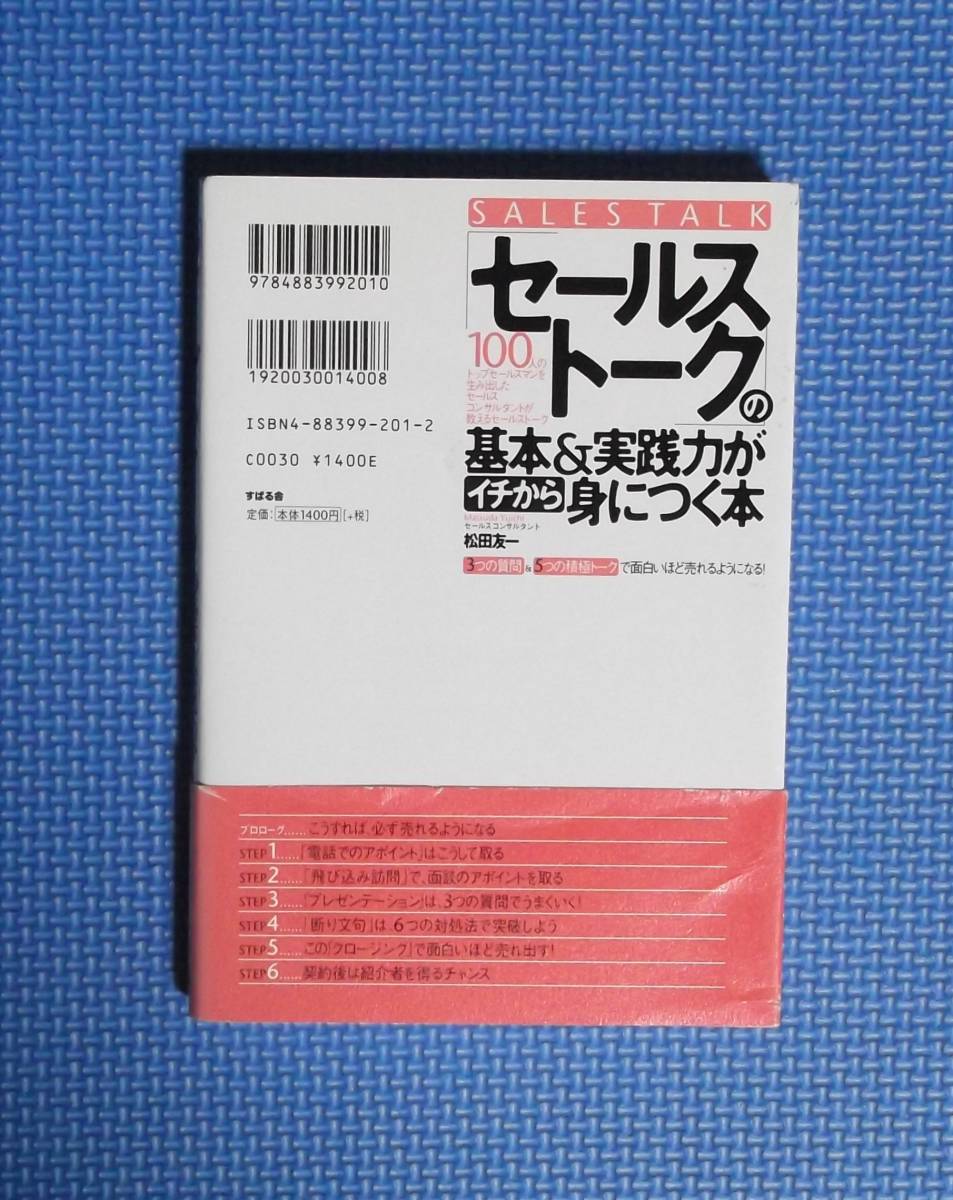 9784883992010
1920030014008
ISBN4-88399-201-2
C0030 ¥1400E
すばる舎
定価:本体1400円[+税]
SALES TALK
「セールス
トーク」の
100人の
トップセールスマンを
生み出した
セールス
コンサルタントが
教えるセールストーク
基本&実践力が
イチから身につく本
Matsuda Yuichi
セールスコンサルタント
松田友一
3つの質問&5つの積極トークで面白いほど売れるようになる!
プロローグ……こうすれば、必ず売れるようになる
STEP1……「電話でのアポイント」はこうして取る
STEP2……「飛び込み訪問」で、面談のアポイントを取る
STEP3……「プレゼンテーション」は、3つの質問でうまくいく!
STEP4……「断り文句」は、6つの対処法で突破しよう
STEP5……この「クロージング」で面白いほど売れ出す!
STEP6……契約後は紹介者を得るチャンス